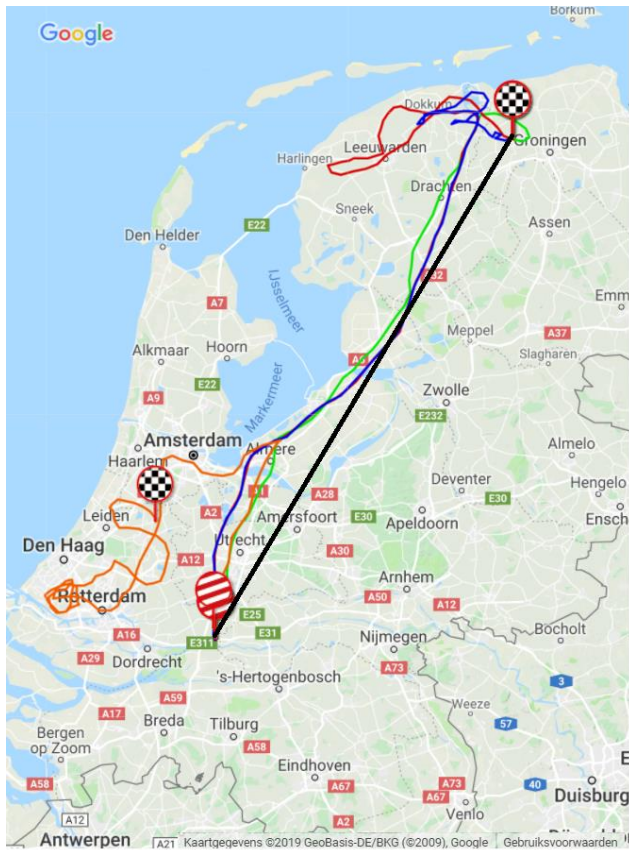 Google
Borkum
Dokkum
Groningen
Leeuwarden
Harlingen
Drachten
Sneek
Assen
Den Helder
E22
A7
IJsselmeer
Emm
Meppel
A37
Alkmaar
Hoorn
Slagharen
E22
Markermeer
A9
Zwolle
E232
Amsterdam
Haarlem
Almere
Almelo
A28
Deventer
Hengelo
E30
Leiden
A2
Amersfoort
E30
Apeldoorn
Ensch
Den Haag
A12
Utrecht
A30
Arnhem
Rotterdam
A50
A12
E25
A16
E311
E31
Bocholt
A29
Dordrecht
Nijmegen
A73
A59
's-Hertogenbosch
3
A17
Breda
Tilburg
Weeze
57
Bergen
op Zoom
A58
Eindhoven
A58
A67
A73
40
A67
Duisburg
A12
A2
Venlo
Antwerpen
A21
Kaartgegevens ©2019 GeoBasis-DE/BKG (©2009), Google
Gebruiksvoorwaarden